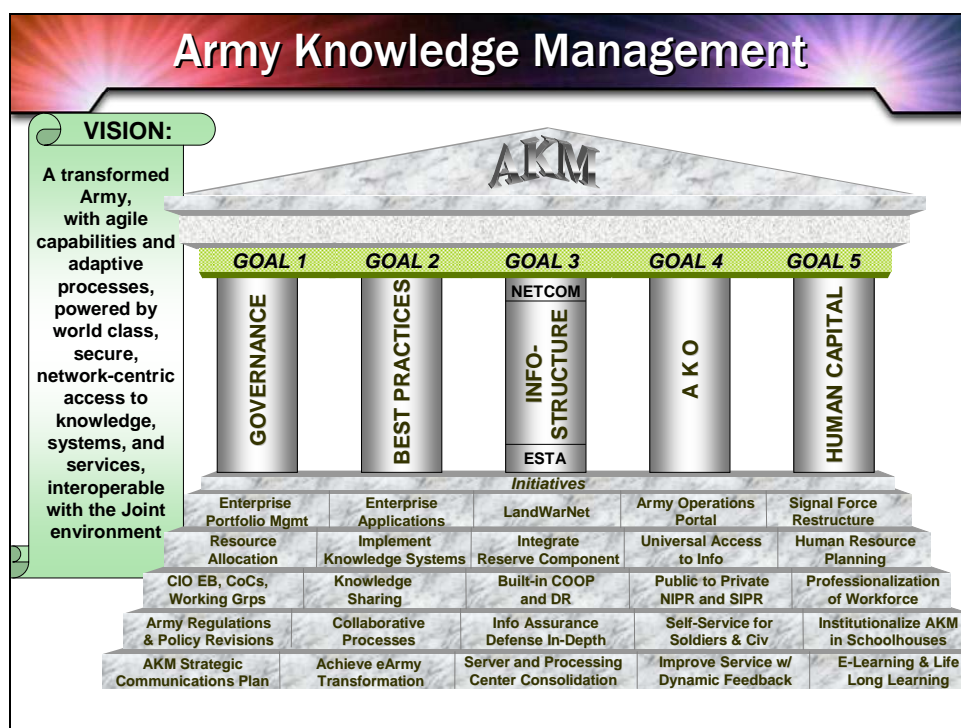 Army Knowledge Management
VISION:
A transformed
Army,
with agile
capabilities and
adaptive
processes,
powered by
world class,
secure,
network-centric
access to
knowledge,
systems, and
services,
interoperable
with the Joint
environment
AKM
GOAL 1
GOAL 2
GOAL 3
GOAL 4
GOAL 5
GOVERNANCE
BEST PRACTICES
NETCOM
INFO-
STRUCTURE
ESTA
A K O
HUMAN CAPITAL
Initiatives
Enterprise
Portfolio Mgmt
Enterprise
Applications
LandWarNet
Army Operations
Portal
Signal Force
Restructure
Resource
Allocation
Implement
Knowledge Systems
Integrate
Reserve Component
Universal Access
to Info
Human Resource
Planning
CIO EB, CoCs,
Working Grps
Knowledge
Sharing
Built-in COOP
and DR
Public to Private
NIPR and SIPR
Professionalization
of Workforce
Army Regulations
& Policy Revisions
Collaborative
Processes
Info Assurance
Defense In-Depth
Self-Service for
Soldiers & Civ
Institutionalize AKM
in Schoolhouses
AKM Strategic
Communications Plan
Achieve eArmy
Transformation
Server and Processing
Center Consolidation
Improve Service w/
Dynamic Feedback
E-Learning & Life
Long Learning